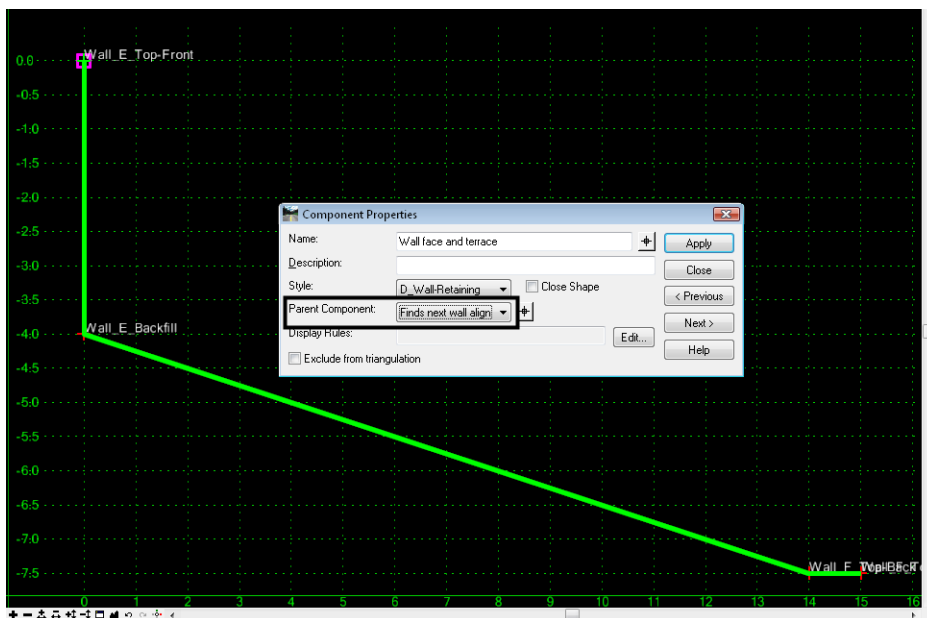 Wall_E_Top-Front
0.0
-0.5
-1.0
-1.5
-2.0
Component Properties
-2.5
Name: Wall face and terrace Apply
-3.0
Description: Close
Style: D_Wall-Retaining Close Shape < Previous
-3.5
Parent Component: Finds next wall align
Wall_E_Backfill Next >
-4.0
Display Rules: Edit...
Exclude from triangulation Help
-4.5
-5.0
-5.5
-6.0
-6.5
-7.0
-7.5
0 1 2 3 4 5 6 7 8 9 10 11 12 13 14 15 16